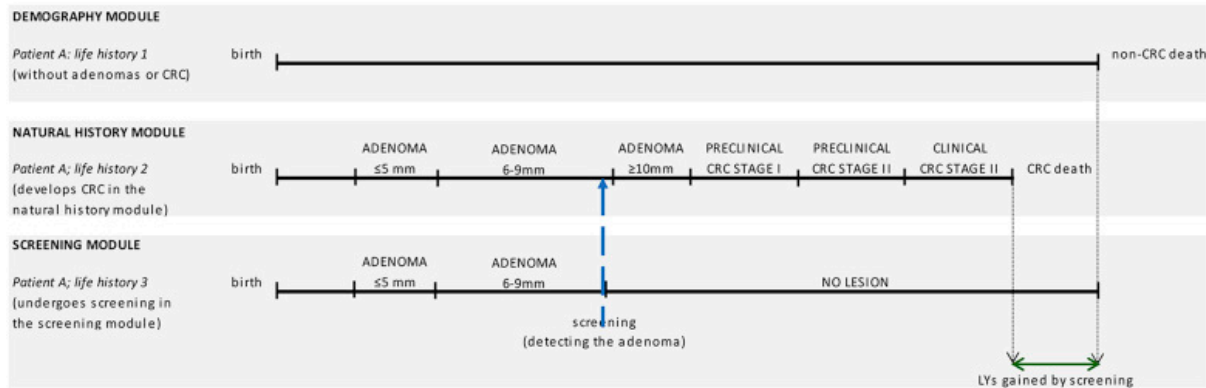 DEMOGRAPHY MODULE
Patient A: life history 1
(without adenomas or CRC)
birth
non-CRC death
NATURAL HISTORY MODULE
Patient A; life history 2
(develops CRC in the
natural history module)
birth
ADENOMA
≤5 mm
ADENOMA
6-9mm
ADENOMA
≥10mm
PRECLINICAL
CRC STAGE I
PRECLINICAL
CRC STAGE II
CLINICAL
CRC STAGE II
CRC death
SCREENING MODULE
Patient A; life history 3
(undergoes screening in
the screening module)
birth
ADENOMA
≤5 mm
ADENOMA
6-9mm
NO LESION
screening
(detecting the adenoma)
LYs gained by screening